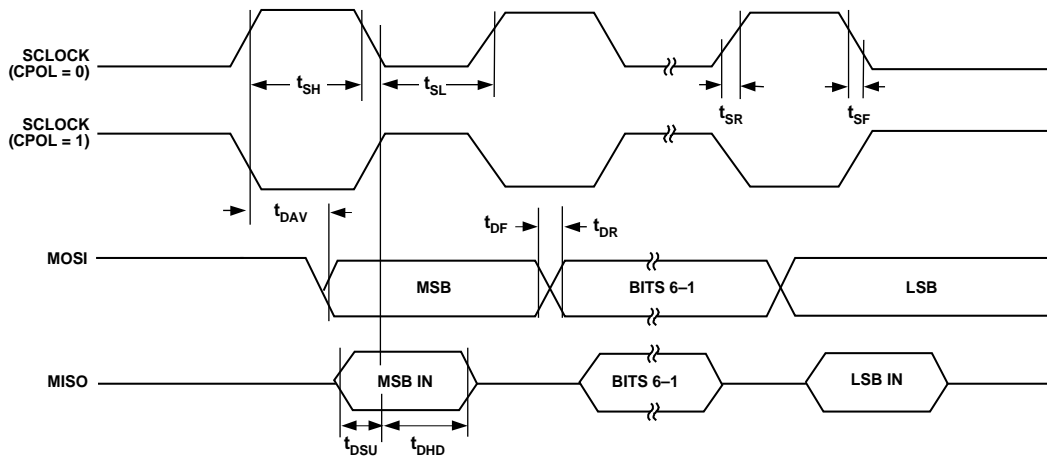 SCLOCK
(CPOL = 0)
tSH
tSL
tSR
tSF
SCLOCK
(CPOL = 1)
tDAV
tDF
tDR
MOSI
MSB
BITS 6–1
LSB
MISO
MSB IN
BITS 6–1
LSB IN
tDSU
tDHD